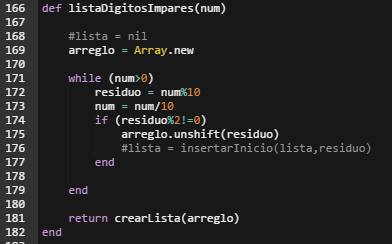 166 def listaDigitosImpares(num)
167
168     #lista = nil
169     arreglo = Array.new
170
171     while (num>0)
172         residuo = num%10
173         num = num/10
174         if (residuo%2!=0)
175             arreglo.unshift(residuo)
176             #lista = insertarInicio(lista,residuo)
177         end
178
179     end
180
181     return crearLista(arreglo)
182 end